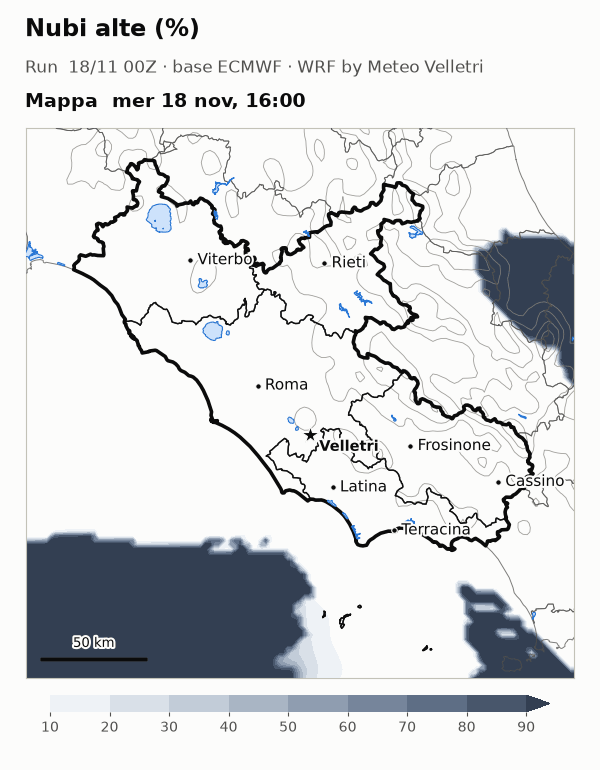 Nubi alte (%)
Run  18/11 00Z · base ECMWF · WRF by Meteo Velletri
Mappa  mer 18 nov, 16:00
Viterbo
Rieti
Roma
Velletri
Frosinone
Latina
Cassino
Terracina
50 km
10 20 30 40 50 60 70 80 90